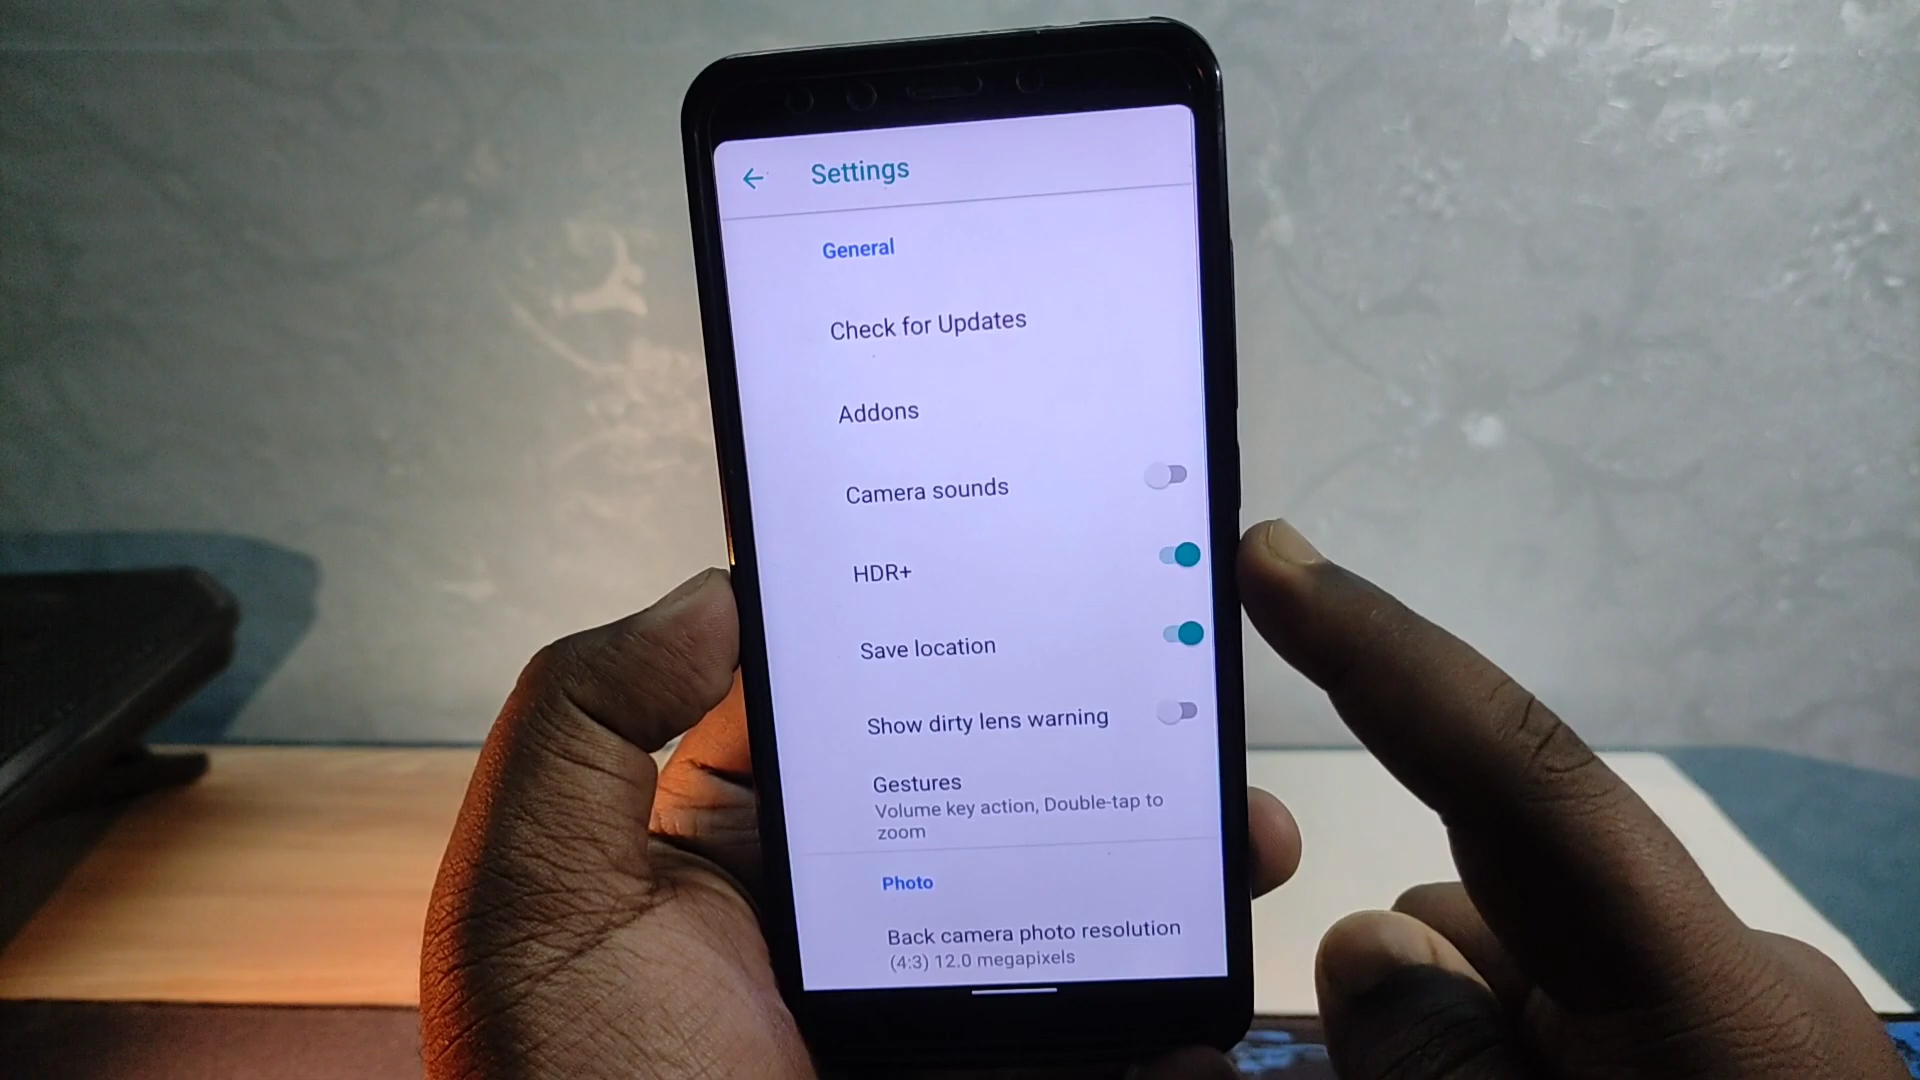 Settings
General
Check for Updates
Addons
Camera sounds
HDR+
Save location
Show dirty lens warning
Gestures
Volume key action, Double-tap to
zoom
Photo
Back camera photo resolution
(4:3) 12.0 megapixels